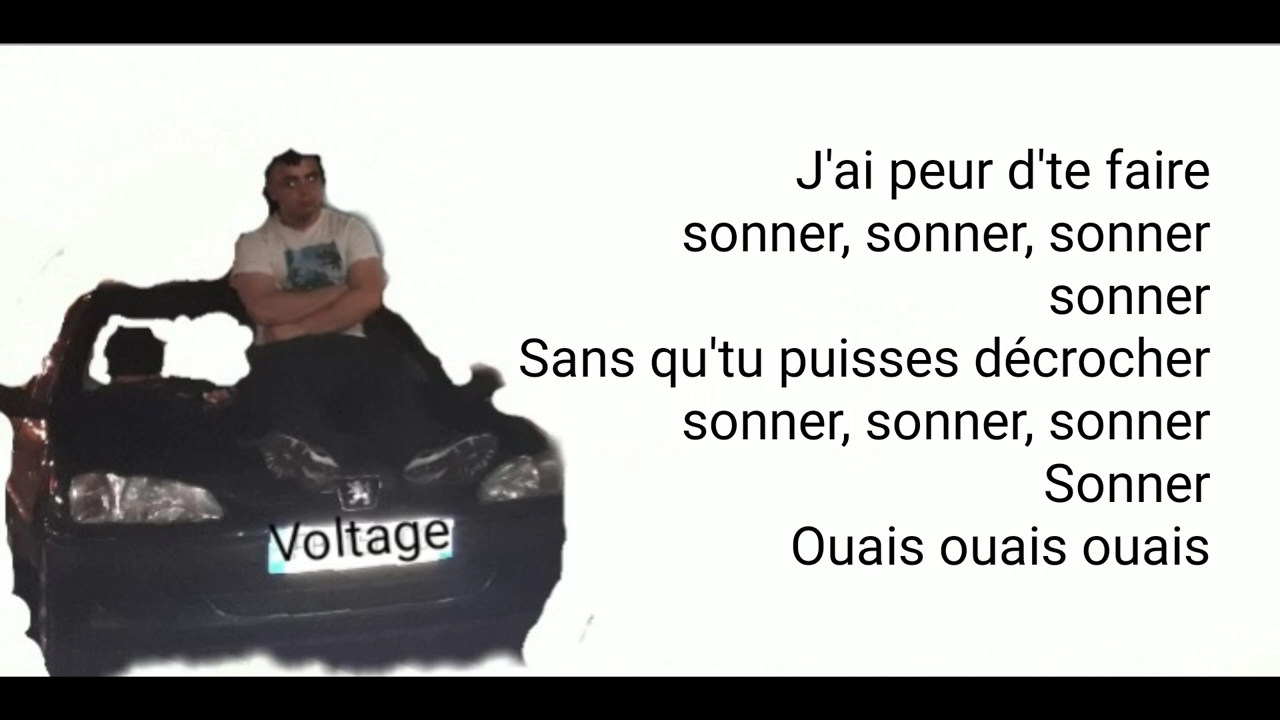 J'ai peur d'te faire
sonner, sonner, sonner
sonner
Sans qu'tu puisses décrocher
sonner, sonner, sonner
Sonner
Ouais ouais ouais
Voltage